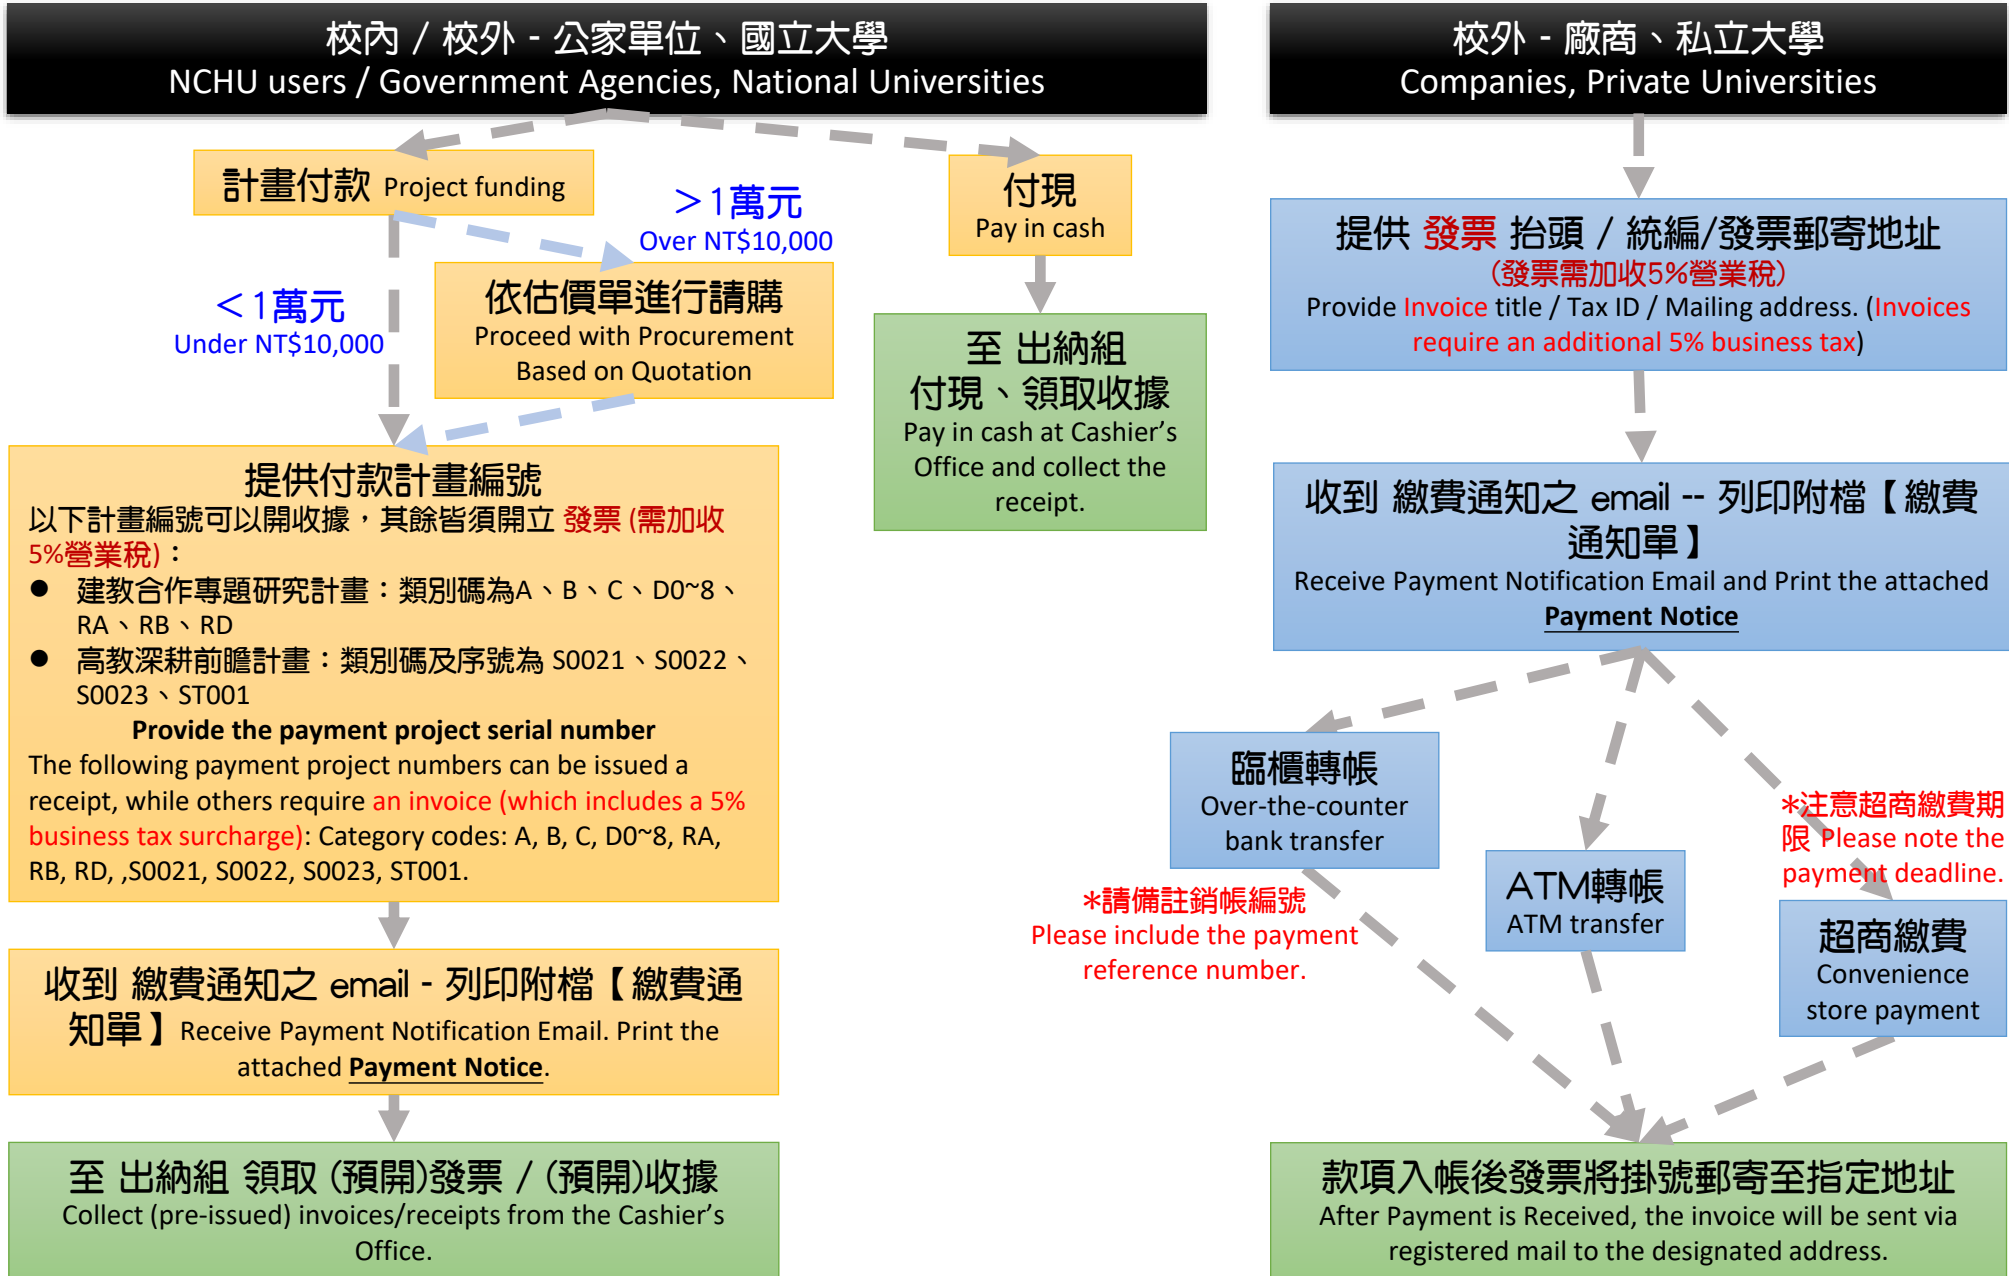 校內 / 校外 - 公家單位、國立大學
NCHU users / Government Agencies, National Universities
計畫付款 Project funding
＞1萬元
Over NT$10,000
＜1萬元
Under NT$10,000
依估價單進行請購
Proceed with Procurement
Based on Quotation
付現
Pay in cash
至 出納組
付現、領取收據
Pay in cash at Cashier's
Office and collect the
receipt.
提供付款計畫編號
以下計畫編號可以開收據，其餘皆須開立 發票 (需加收
5%營業稅)：
● 建教合作專題研究計畫：類別碼為A、B、C、D0~8、
RA、RB、RD
● 高教深耕前瞻計畫：類別碼及序號為 S0021、S0022、
S0023、ST001
Provide the payment project serial number
The following payment project numbers can be issued a
receipt, while others require an invoice (which includes a 5%
business tax surcharge): Category codes: A, B, C, D0~8, RA,
RB, RD, ,S0021, S0022, S0023, ST001.
收到 繳費通知之 email - 列印附檔【繳費通
知單】Receive Payment Notification Email. Print the
attached Payment Notice.
至 出納組 領取 (預開)發票 / (預開)收據
Collect (pre-issued) invoices/receipts from the Cashier's
Office.
校外 - 廠商、私立大學
Companies, Private Universities
提供 發票 抬頭 / 統編/發票郵寄地址
(發票需加收5%營業稅)
Provide Invoice title / Tax ID / Mailing address. (Invoices
require an additional 5% business tax)
收到 繳費通知之 email -- 列印附檔【繳費
通知單】
Receive Payment Notification Email and Print the attached
Payment Notice
臨櫃轉帳
Over-the-counter
bank transfer
*請備註銷帳編號
Please include the payment
reference number.
ATM轉帳
ATM transfer
*注意超商繳費期
限 Please note the
payment deadline.
超商繳費
Convenience
store payment
款項入帳後發票將掛號郵寄至指定地址
After Payment is Received, the invoice will be sent via
registered mail to the designated address.